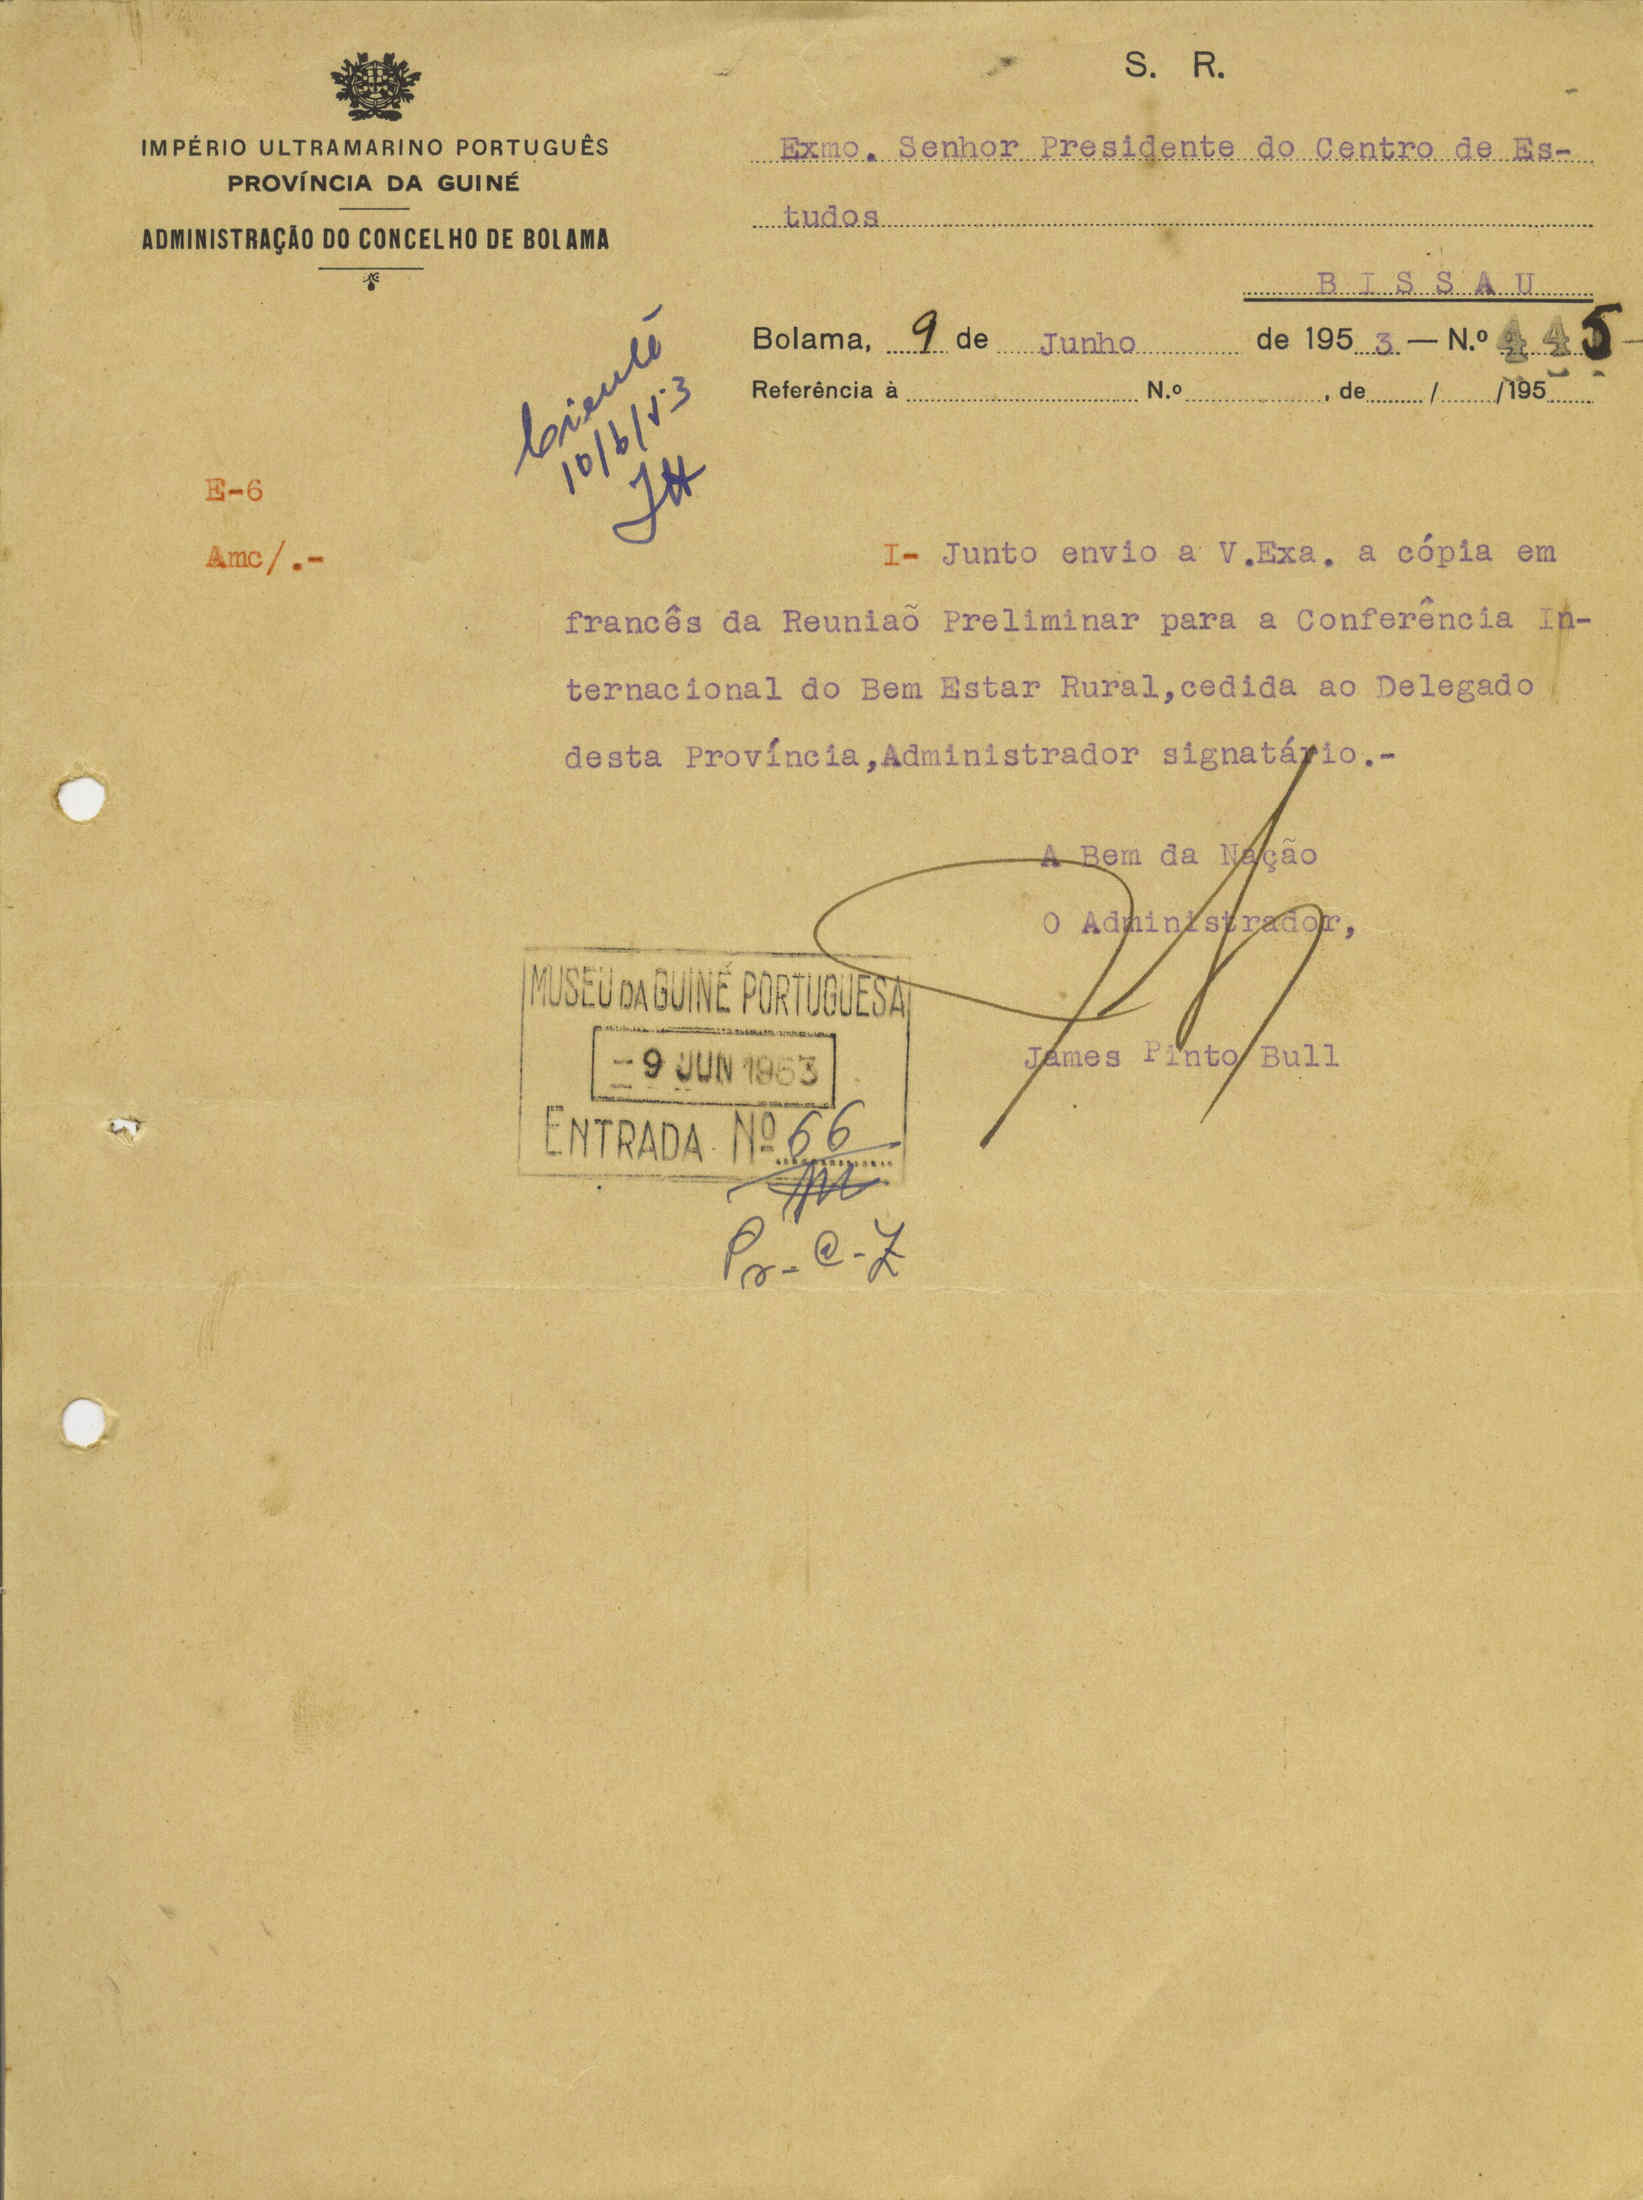 S. R.
IMPÉRIO ULTRAMARINO PORTUGUÊS
PROVÍNCIA DA GUINÉ
ADMINISTRAÇÃO DO CONCELHO DE BOLAMA
Exmo. Senhor Presidente do Centro de Es-
tudos
BISSAU
Bolama, 9 de Junho de 1953 — N.º 445
Referência à N.º , de / /195
Ciente
10/6/53
E-6
Amc/.-
I- Junto envio a V.Exa. a cópia em
francês da Reuniaõ Preliminar para a Conferência In-
ternacional do Bem Estar Rural,cedida ao Delegado
desta Província,Administrador signatário.-
A Bem da Nação
O Administrador,
James Pinto Bull
MUSEU DA GUINÉ PORTUGUESA
-9 JUN 1953
ENTRADA Nº 66
Pr-C-Z